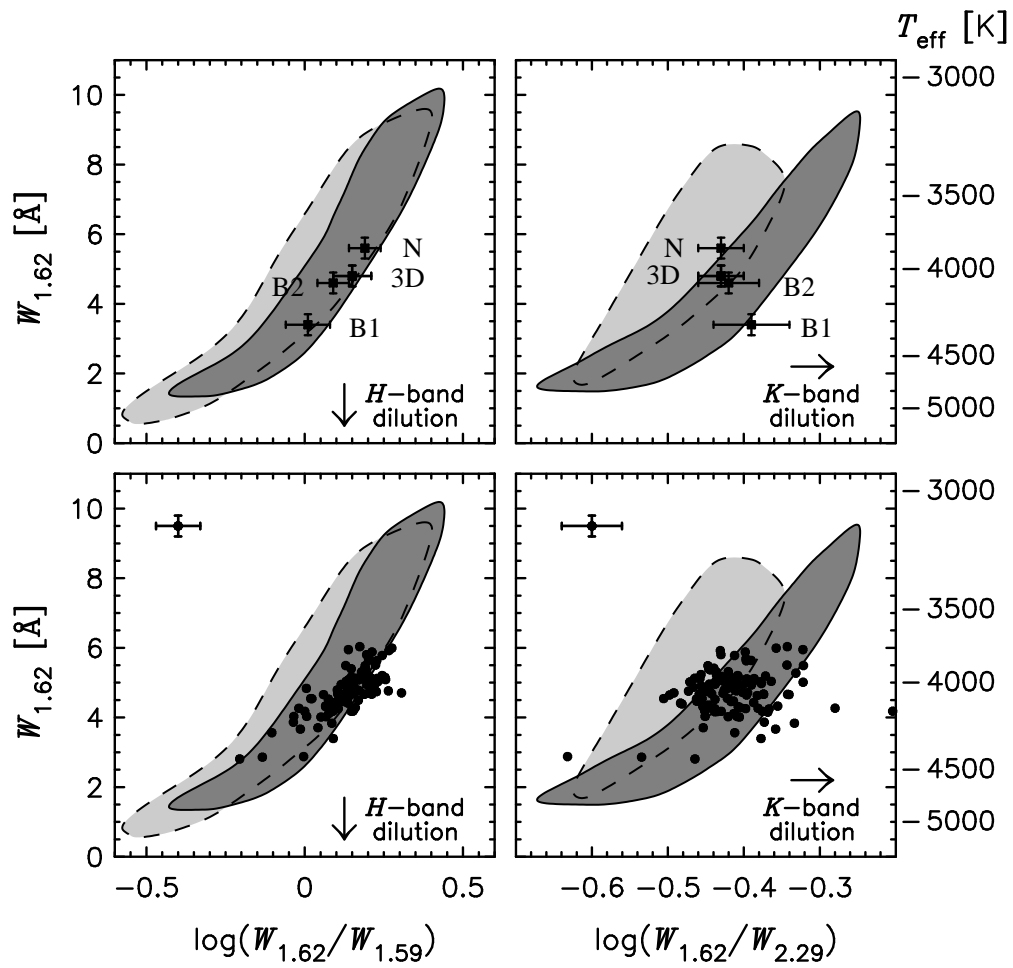 T_eff [K]
10
8
6
4
2
0
W_1.62 [Å]
N
3D
B2
B1
H-band
dilution
N
3D
B2
B1
K-band
dilution
3000
3500
4000
4500
5000
10
8
6
4
2
0
W_1.62 [Å]
H-band
dilution
K-band
dilution
3000
3500
4000
4500
5000
−0.5 0 0.5
−0.6 −0.5 −0.4 −0.3
log(W_1.62/W_1.59)
log(W_1.62/W_2.29)